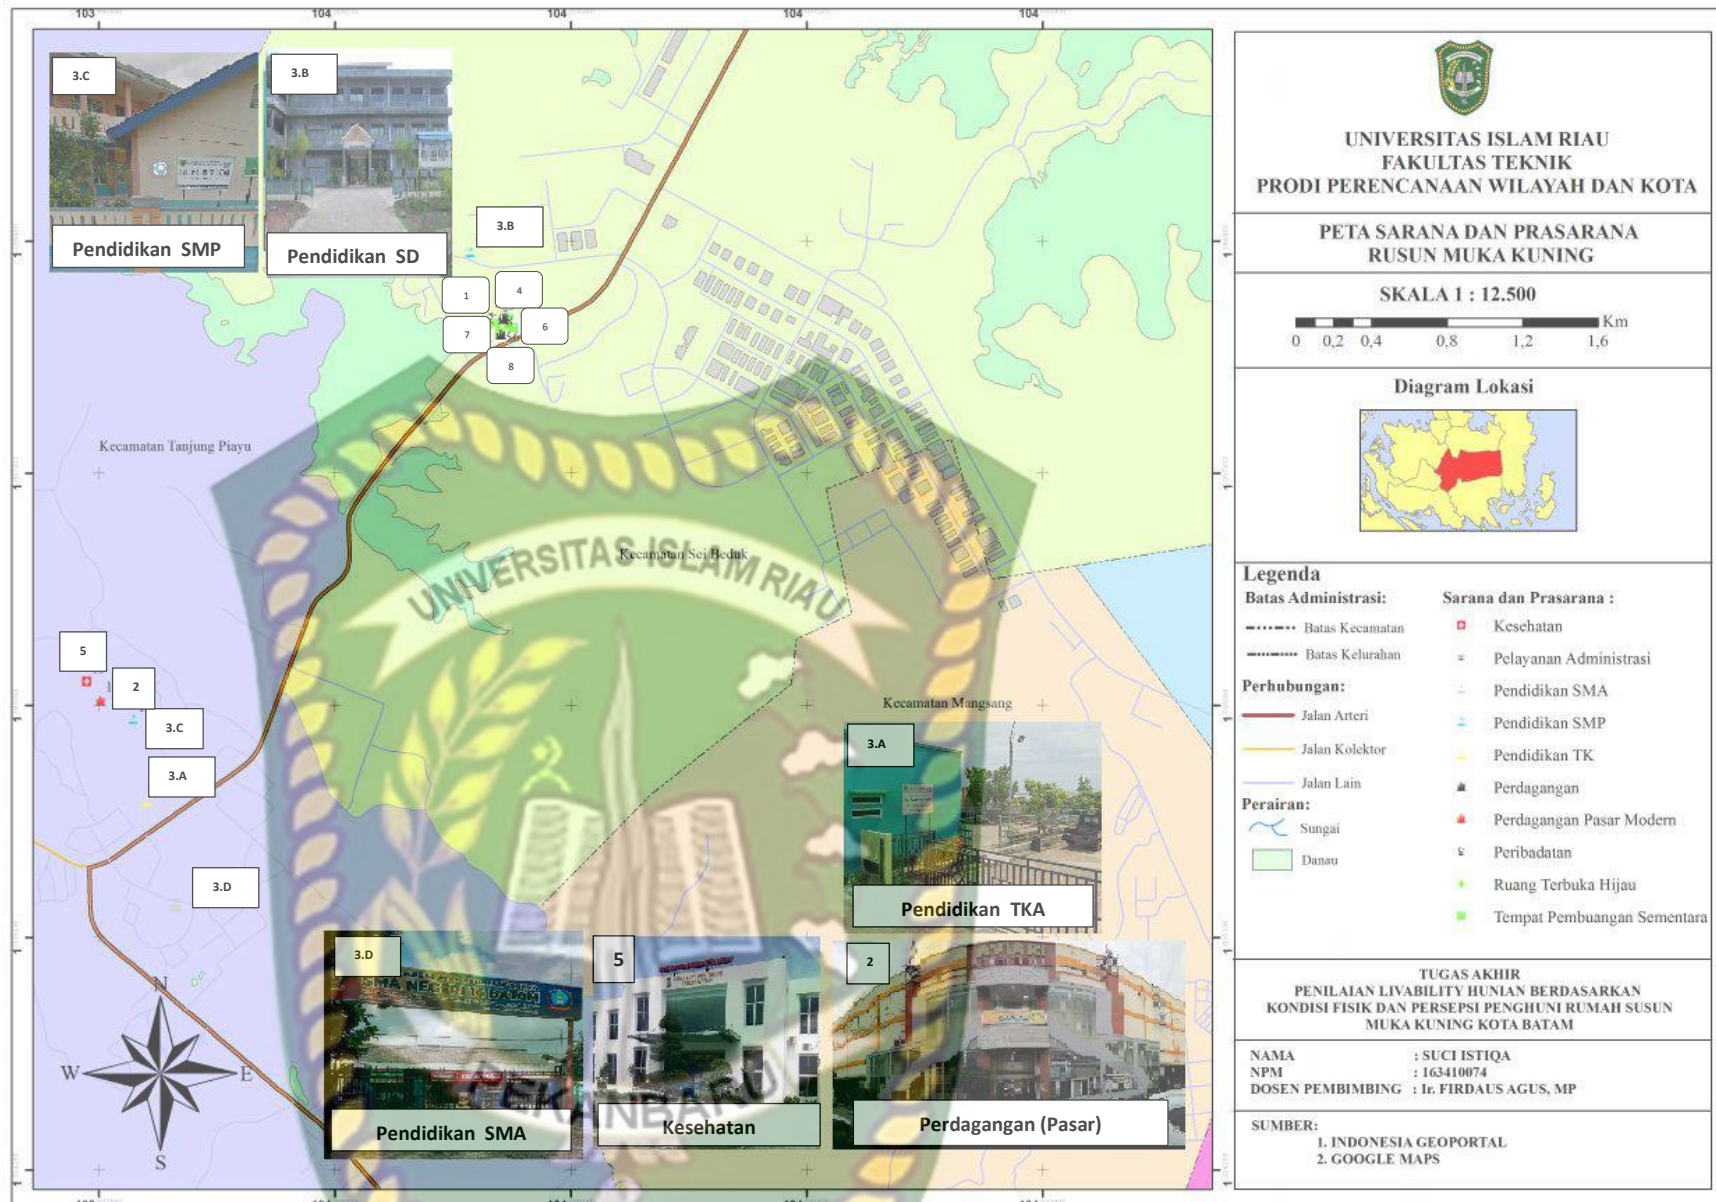 103
104
104
104
104
3.C
3.B
Pendidikan SMP
Pendidikan SD
3.B
1
4
7
6
8
Kecamatan Tanjung Piayu
UNIVERSITAS ISLAM RIAU
Kecamatan Sei Beduk
5
2
3.C
3.A
3.D
Kecamatan Mangsang
3.A
Pendidikan TKA
N
W
E
S
3.D
SMA NEGERI 16 BATAM
Pendidikan SMA
5
Kesehatan
2
Perdagangan (Pasar)
EKANBARU
UNIVERSITAS ISLAM RIAU
FAKULTAS TEKNIK
PRODI PERENCANAAN WILAYAH DAN KOTA
PETA SARANA DAN PRASARANA
RUSUN MUKA KUNING
SKALA 1 : 12.500
Km
0 0,2 0,4 0,8 1,2 1,6
Diagram Lokasi
Legenda
Batas Administrasi:
Batas Kecamatan
Batas Kelurahan
Perhubungan:
Jalan Arteri
Jalan Kolektor
Jalan Lain
Perairan:
Sungai
Danau
Sarana dan Prasarana :
Kesehatan
Pelayanan Administrasi
Pendidikan SMA
Pendidikan SMP
Pendidikan TK
Perdagangan
Perdagangan Pasar Modern
Peribadatan
Ruang Terbuka Hijau
Tempat Pembuangan Sementara
TUGAS AKHIR
PENILAIAN LIVABILITY HUNIAN BERDASARKAN
KONDISI FISIK DAN PERSEPSI PENGHUNI RUMAH SUSUN
MUKA KUNING KOTA BATAM
NAMA : SUCI ISTIQA
NPM : 163410074
DOSEN PEMBIMBING : Ir. FIRDAUS AGUS, MP
SUMBER:
1. INDONESIA GEOPORTAL
2. GOOGLE MAPS